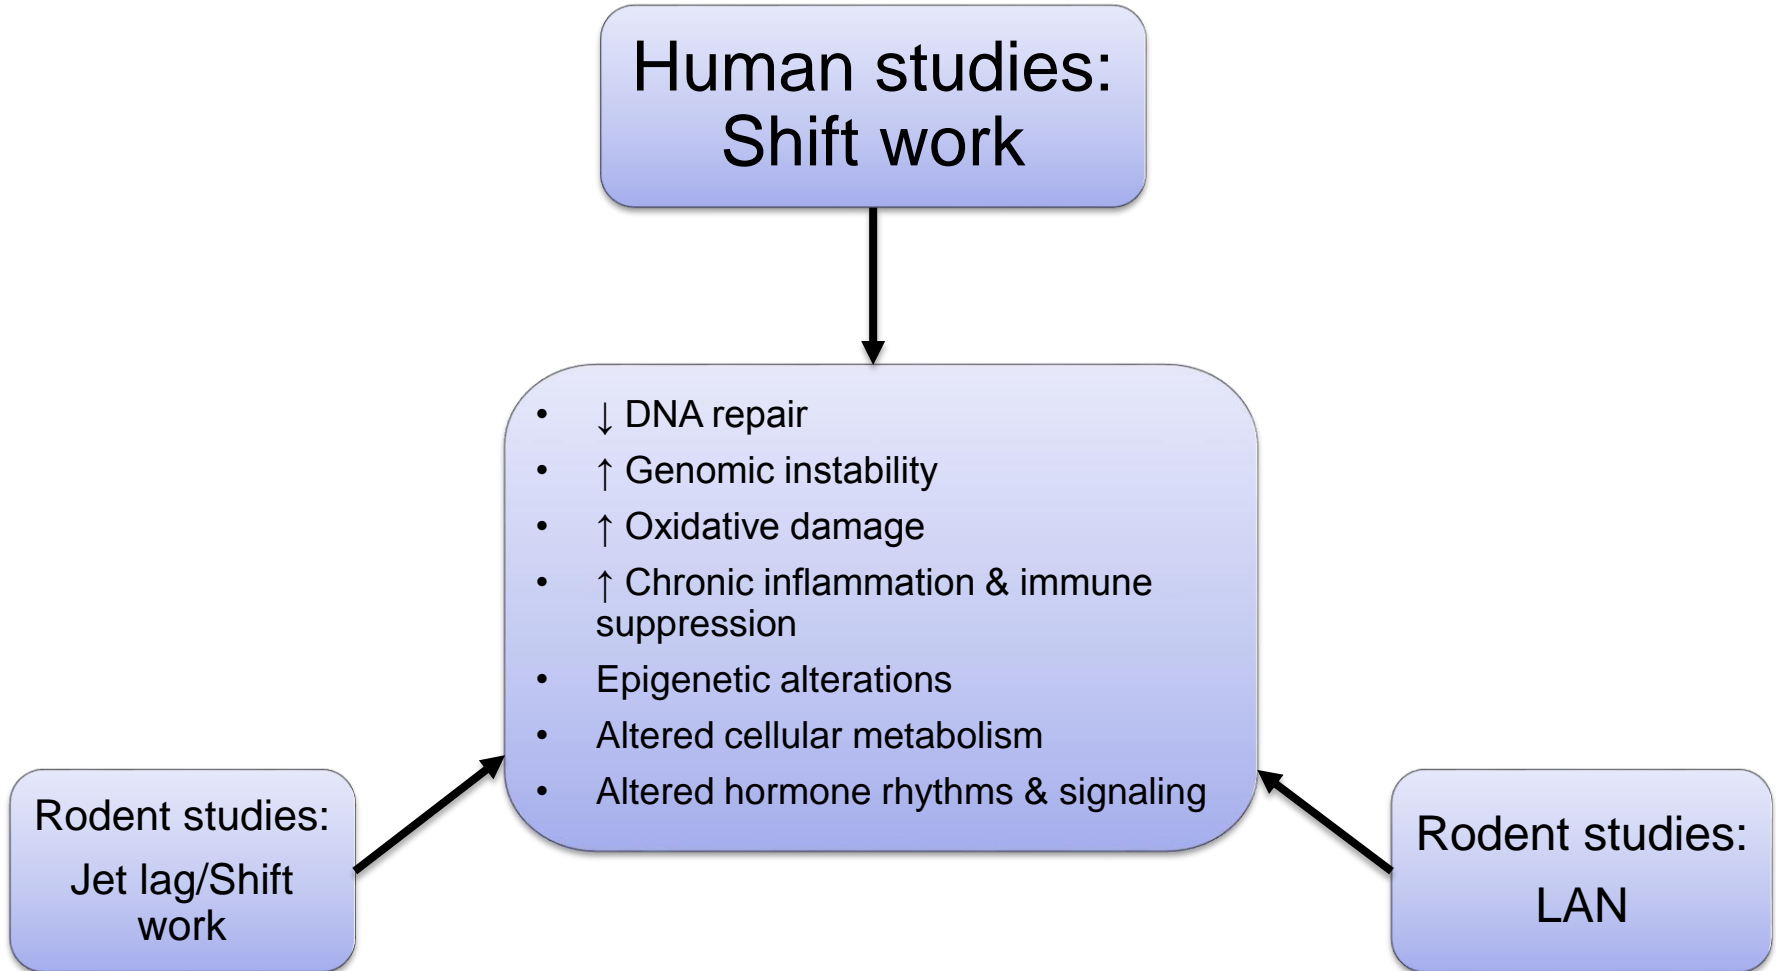 Human studies:
Shift work
• ↓ DNA repair
• ↑ Genomic instability
• ↑ Oxidative damage
• ↑ Chronic inflammation & immune
suppression
• Epigenetic alterations
• Altered cellular metabolism
• Altered hormone rhythms & signaling
Rodent studies:
Jet lag/Shift
work
Rodent studies:
LAN